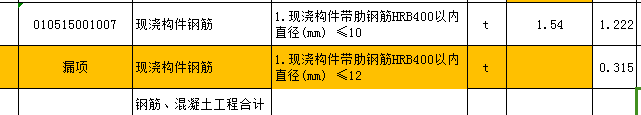 010515001007 现浇构件钢筋 1.现浇构件带肋钢筋HRB400以内 直径(mm) ≤10 t 1.54 1.222
漏项 现浇构件钢筋 1.现浇构件带肋钢筋HRB400以内 直径(mm) ≤12 t 0.315
钢筋、混凝土工程合计